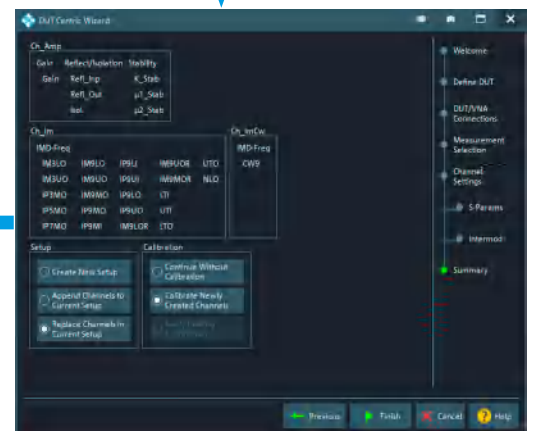 DUT Centric Wizard
Ch_Amp
Gain Reflect/Isolation Stability
Gain Refl_Inp K_Stab
Refl_Out μ1_Stab
Isol μ2_Stab
Ch_Im
IMD-Freq
IM3LO IM9LO IP9LI IM9UOR UTO
IM3UO IM9UO IP9UI IM9MOR NLO
IP3MO IM9MO IP9LO LTI
IP5MO IP9MO IP9UO UTI
IP7MO IP9MI IM9LOR LTO
Ch_ImCw
IMD-Freq
CW9
Setup
Create New Setup
Append Channels to
Current Setup
Replace Channels in
Current Setup
Calibration
Continue Without
Calibration
Calibrate Newly
Created Channels
Welcome
Define DUT
DUT/VNA
Connections
Measurement
Selection
Channel
Settings
S-Params
Intermod
Summary
Previous Finish Cancel Help